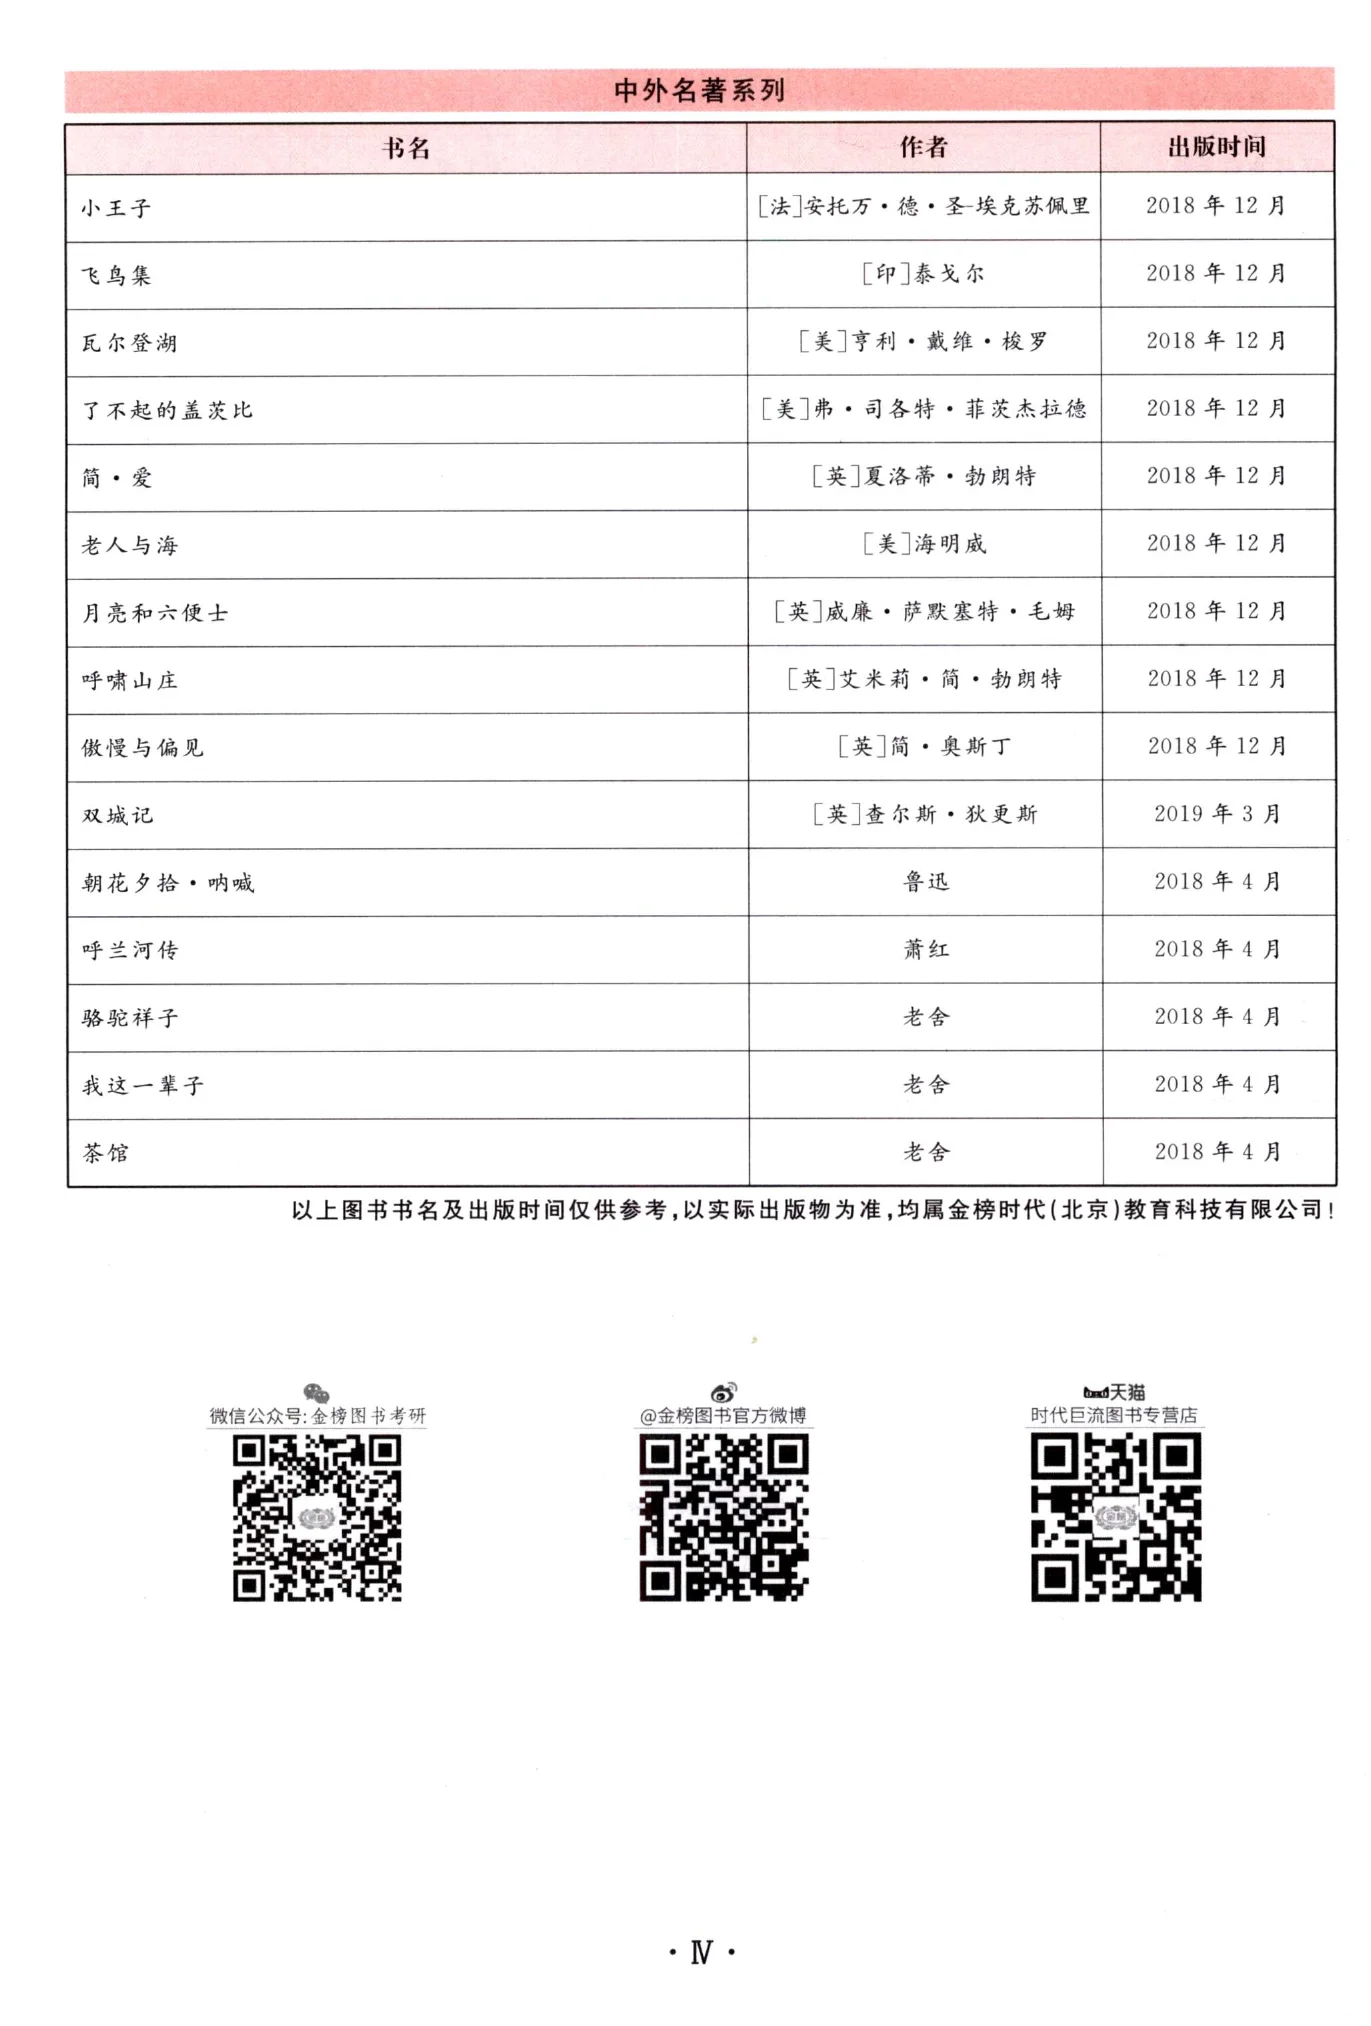 中外名著系列
书名 作者 出版时间
小王子 [法]安托万·德·圣-埃克苏佩里 2018年12月
飞鸟集 [印]泰戈尔 2018年12月
瓦尔登湖 [美]亨利·戴维·梭罗 2018年12月
了不起的盖茨比 [美]弗·司各特·菲茨杰拉德 2018年12月
简·爱 [英]夏洛蒂·勃朗特 2018年12月
老人与海 [美]海明威 2018年12月
月亮和六便士 [英]威廉·萨默塞特·毛姆 2018年12月
呼啸山庄 [英]艾米莉·简·勃朗特 2018年12月
傲慢与偏见 [英]简·奥斯丁 2018年12月
双城记 [英]查尔斯·狄更斯 2019年3月
朝花夕拾·呐喊 鲁迅 2018年4月
呼兰河传 萧红 2018年4月
骆驼祥子 老舍 2018年4月
我这一辈子 老舍 2018年4月
茶馆 老舍 2018年4月
以上图书书名及出版时间仅供参考,以实际出版物为准,均属金榜时代(北京)教育科技有限公司!
微信公众号:金榜图书考研
@金榜图书官方微博
天猫
时代巨流图书专营店
·Ⅳ·